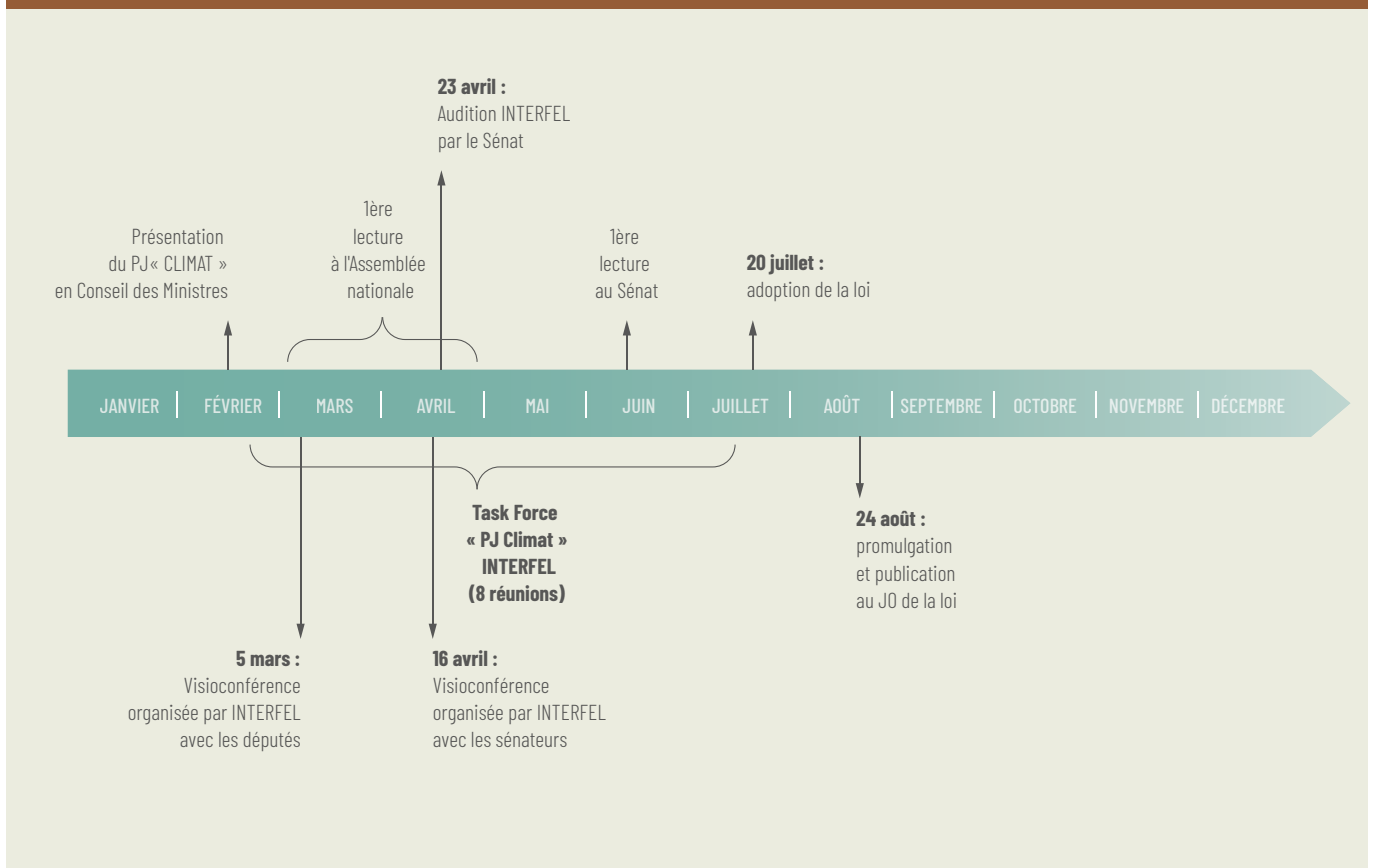 23 avril :
Audition INTERFEL
par le Sénat
Présentation
du PJ« CLIMAT »
en Conseil des Ministres
1ère
lecture
à l'Assemblée
nationale
1ère
lecture
au Sénat
20 juillet :
adoption de la loi
JANVIER FÉVRIER MARS AVRIL MAI JUIN JUILLET AOÛT SEPTEMBRE OCTOBRE NOVEMBRE DÉCEMBRE
Task Force
« PJ Climat »
INTERFEL
(8 réunions)
24 août :
promulgation
et publication
au JO de la loi
5 mars :
Visioconférence
organisée par INTERFEL
avec les députés
16 avril :
Visioconférence
organisée par INTERFEL
avec les sénateurs